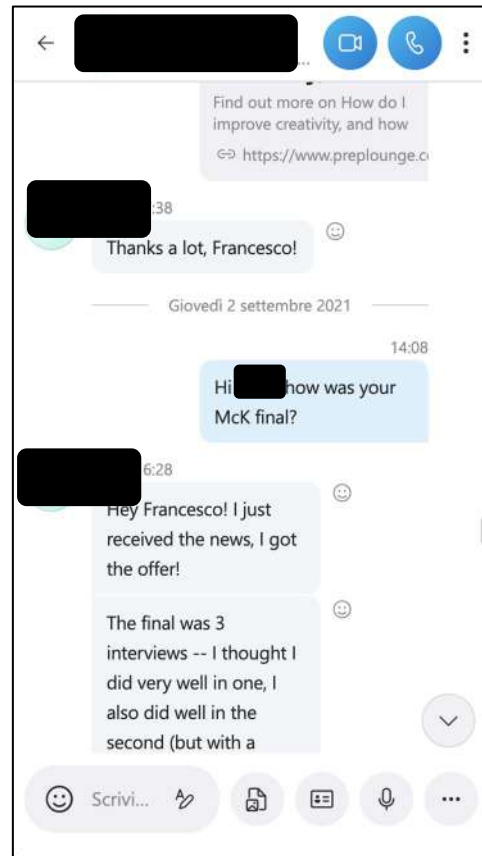 Find out more on How do I
improve creativity, and how
https://www.preplounge.c
:38
Thanks a lot, Francesco!
Giovedì 2 settembre 2021
14:08
Hi how was your
McK final?
6:28
Hey Francesco! I just
received the news, I got
the offer!
The final was 3
interviews -- I thought I
did very well in one, I
also did well in the
second (but with a
Scrivi...